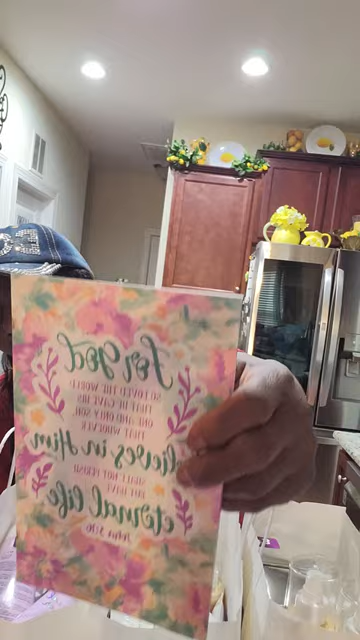 for God
SO LOVED THE WORLD
THAT HE GAVE HIS
ONE AND ONLY SON,
THAT WHOEVER
believes in Him
SHALL NOT PERISH
BUT HAVE
eternal life
John 3:16